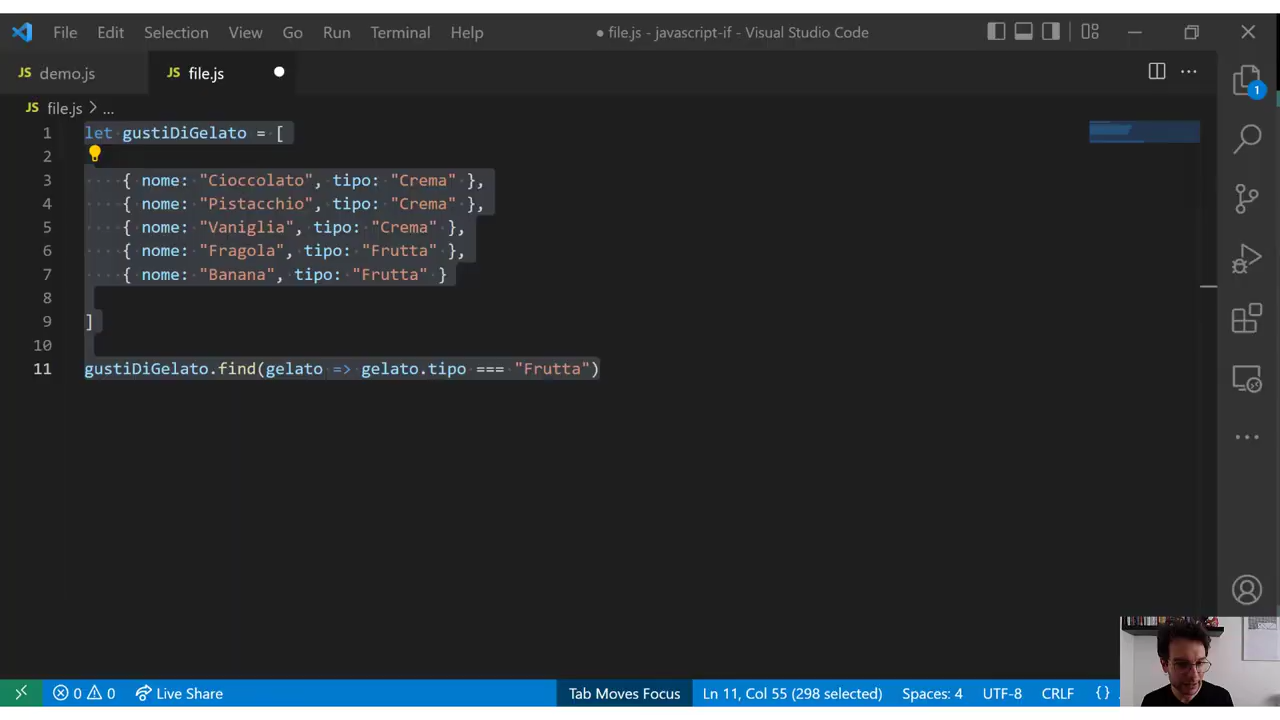 File Edit Selection View Go Run Terminal Help ● file.js - javascript-if - Visual Studio Code
JS demo.js JS file.js
JS file.js > ...
1 let gustiDiGelato = [
2
3 { nome: "Cioccolato", tipo: "Crema" },
4 { nome: "Pistacchio", tipo: "Crema" },
5 { nome: "Vaniglia", tipo: "Crema" },
6 { nome: "Fragola", tipo: "Frutta" },
7 { nome: "Banana", tipo: "Frutta" }
8
9 ]
10
11 gustiDiGelato.find(gelato => gelato.tipo === "Frutta")
1
0 0 Live Share Tab Moves Focus Ln 11, Col 55 (298 selected) Spaces: 4 UTF-8 CRLF {}